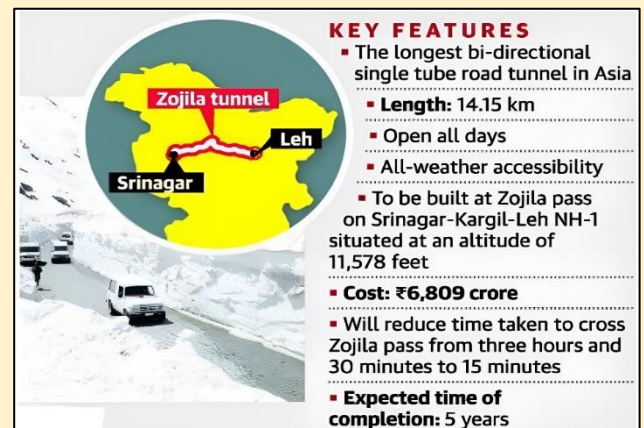 KEY FEATURES
▪ The longest bi-directional
single tube road tunnel in Asia
▪ Length: 14.15 km
▪ Open all days
▪ All-weather accessibility
▪ To be built at Zojila pass
on Srinagar-Kargil-Leh NH-1
situated at an altitude of
11,578 feet
▪ Cost: ₹6,809 crore
▪ Will reduce time taken to cross
Zojila pass from three hours and
30 minutes to 15 minutes
▪ Expected time of
completion: 5 years
Zojila tunnel
Leh
Srinagar